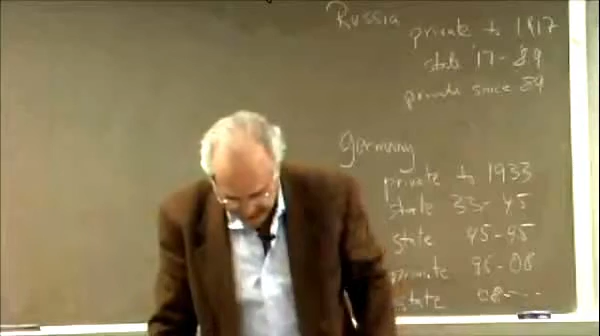 Russia
private to 1917
state '17-89
private since 89
Germany
private to 1933
state 33-45
state 45-95
private 95-08
state 08-...